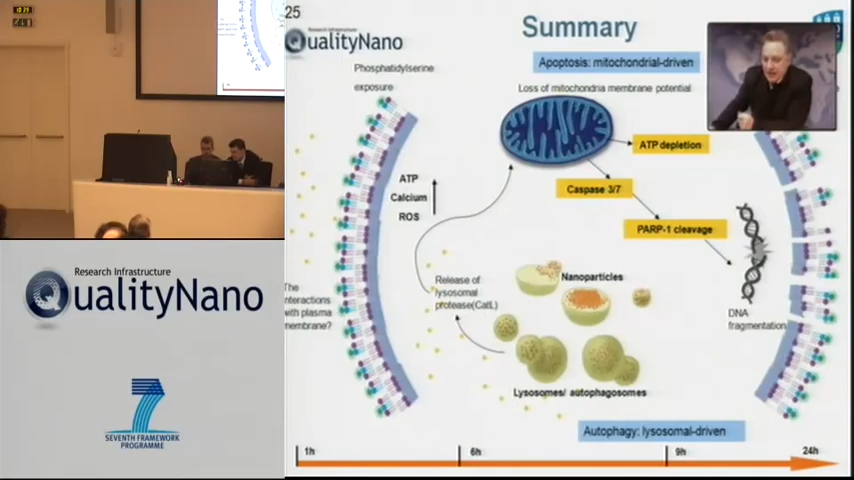 25
Research Infrastructure
QualityNano
Summary
Apoptosis: mitochondrial-driven
Phosphatidylserine
exposure
Loss of mitochondria membrane potential
ATP depletion
ATP
Calcium
ROS
Caspase 3/7
PARP-1 cleavage
Nanoparticles
Release of
lysosomal
protease(CatL)
The
interactions
with plasma
membrane?
DNA
fragmentation
Lysosomes/ autophagosomes
Autophagy: lysosomal-driven
1h
6h
9h
24h
Research Infrastructure
QualityNano
7
SEVENTH FRAMEWORK
PROGRAMME